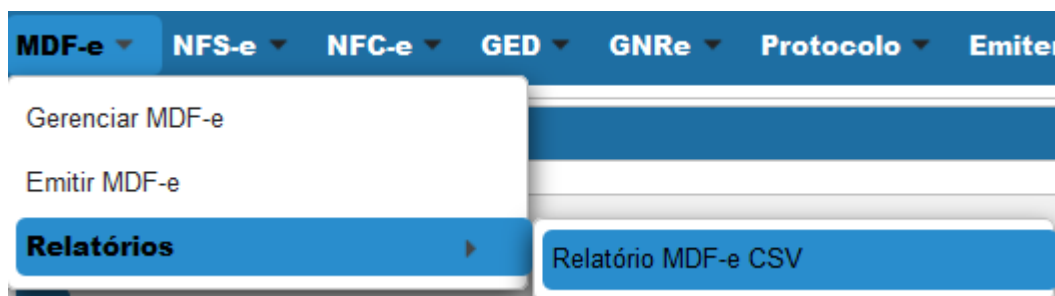 MDF-e NFS-e NFC-e GED GNRe Protocolo
Gerenciar MDF-e
Emitir MDF-e
Relatórios
Relatório MDF-e CSV